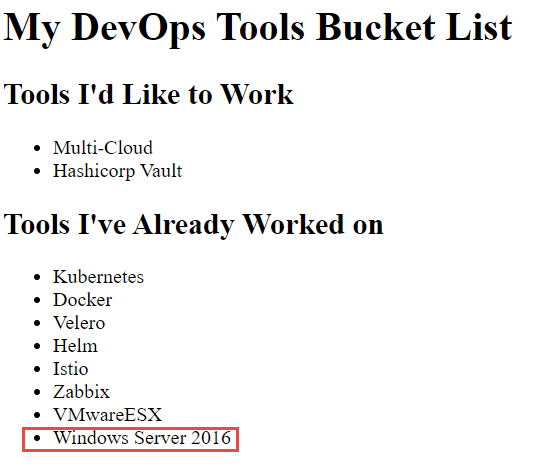 My DevOps Tools Bucket List
Tools I'd Like to Work
Multi-Cloud
Hashicorp Vault
Tools I've Already Worked on
Kubernetes
Docker
Velero
Helm
Istio
Zabbix
VMwareESX
Windows Server 2016